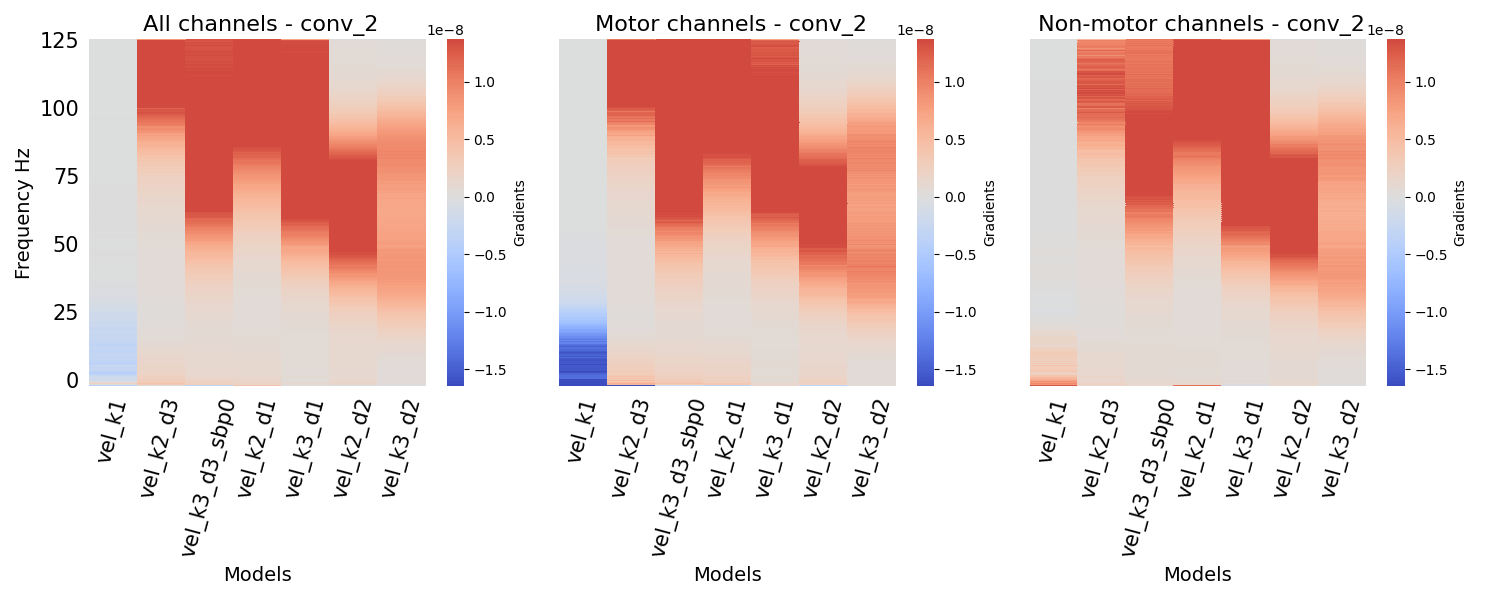 All channels - conv_2
1e−8
125
100
75
50
25
0
Frequency Hz
1.0
0.5
0.0
−0.5
−1.0
−1.5
Gradients
vel_k1
vel_k2_d3
vel_k3_d3_sbp0
vel_k2_d1
vel_k3_d1
vel_k2_d2
vel_k3_d2
Models
Motor channels - conv_2
1e−8
1.0
0.5
0.0
−0.5
−1.0
−1.5
Gradients
vel_k1
vel_k2_d3
vel_k3_d3_sbp0
vel_k2_d1
vel_k3_d1
vel_k2_d2
vel_k3_d2
Models
Non-motor channels - conv_2
1e−8
1.0
0.5
0.0
−0.5
−1.0
−1.5
Gradients
vel_k1
vel_k2_d3
vel_k3_d3_sbp0
vel_k2_d1
vel_k3_d1
vel_k2_d2
vel_k3_d2
Models